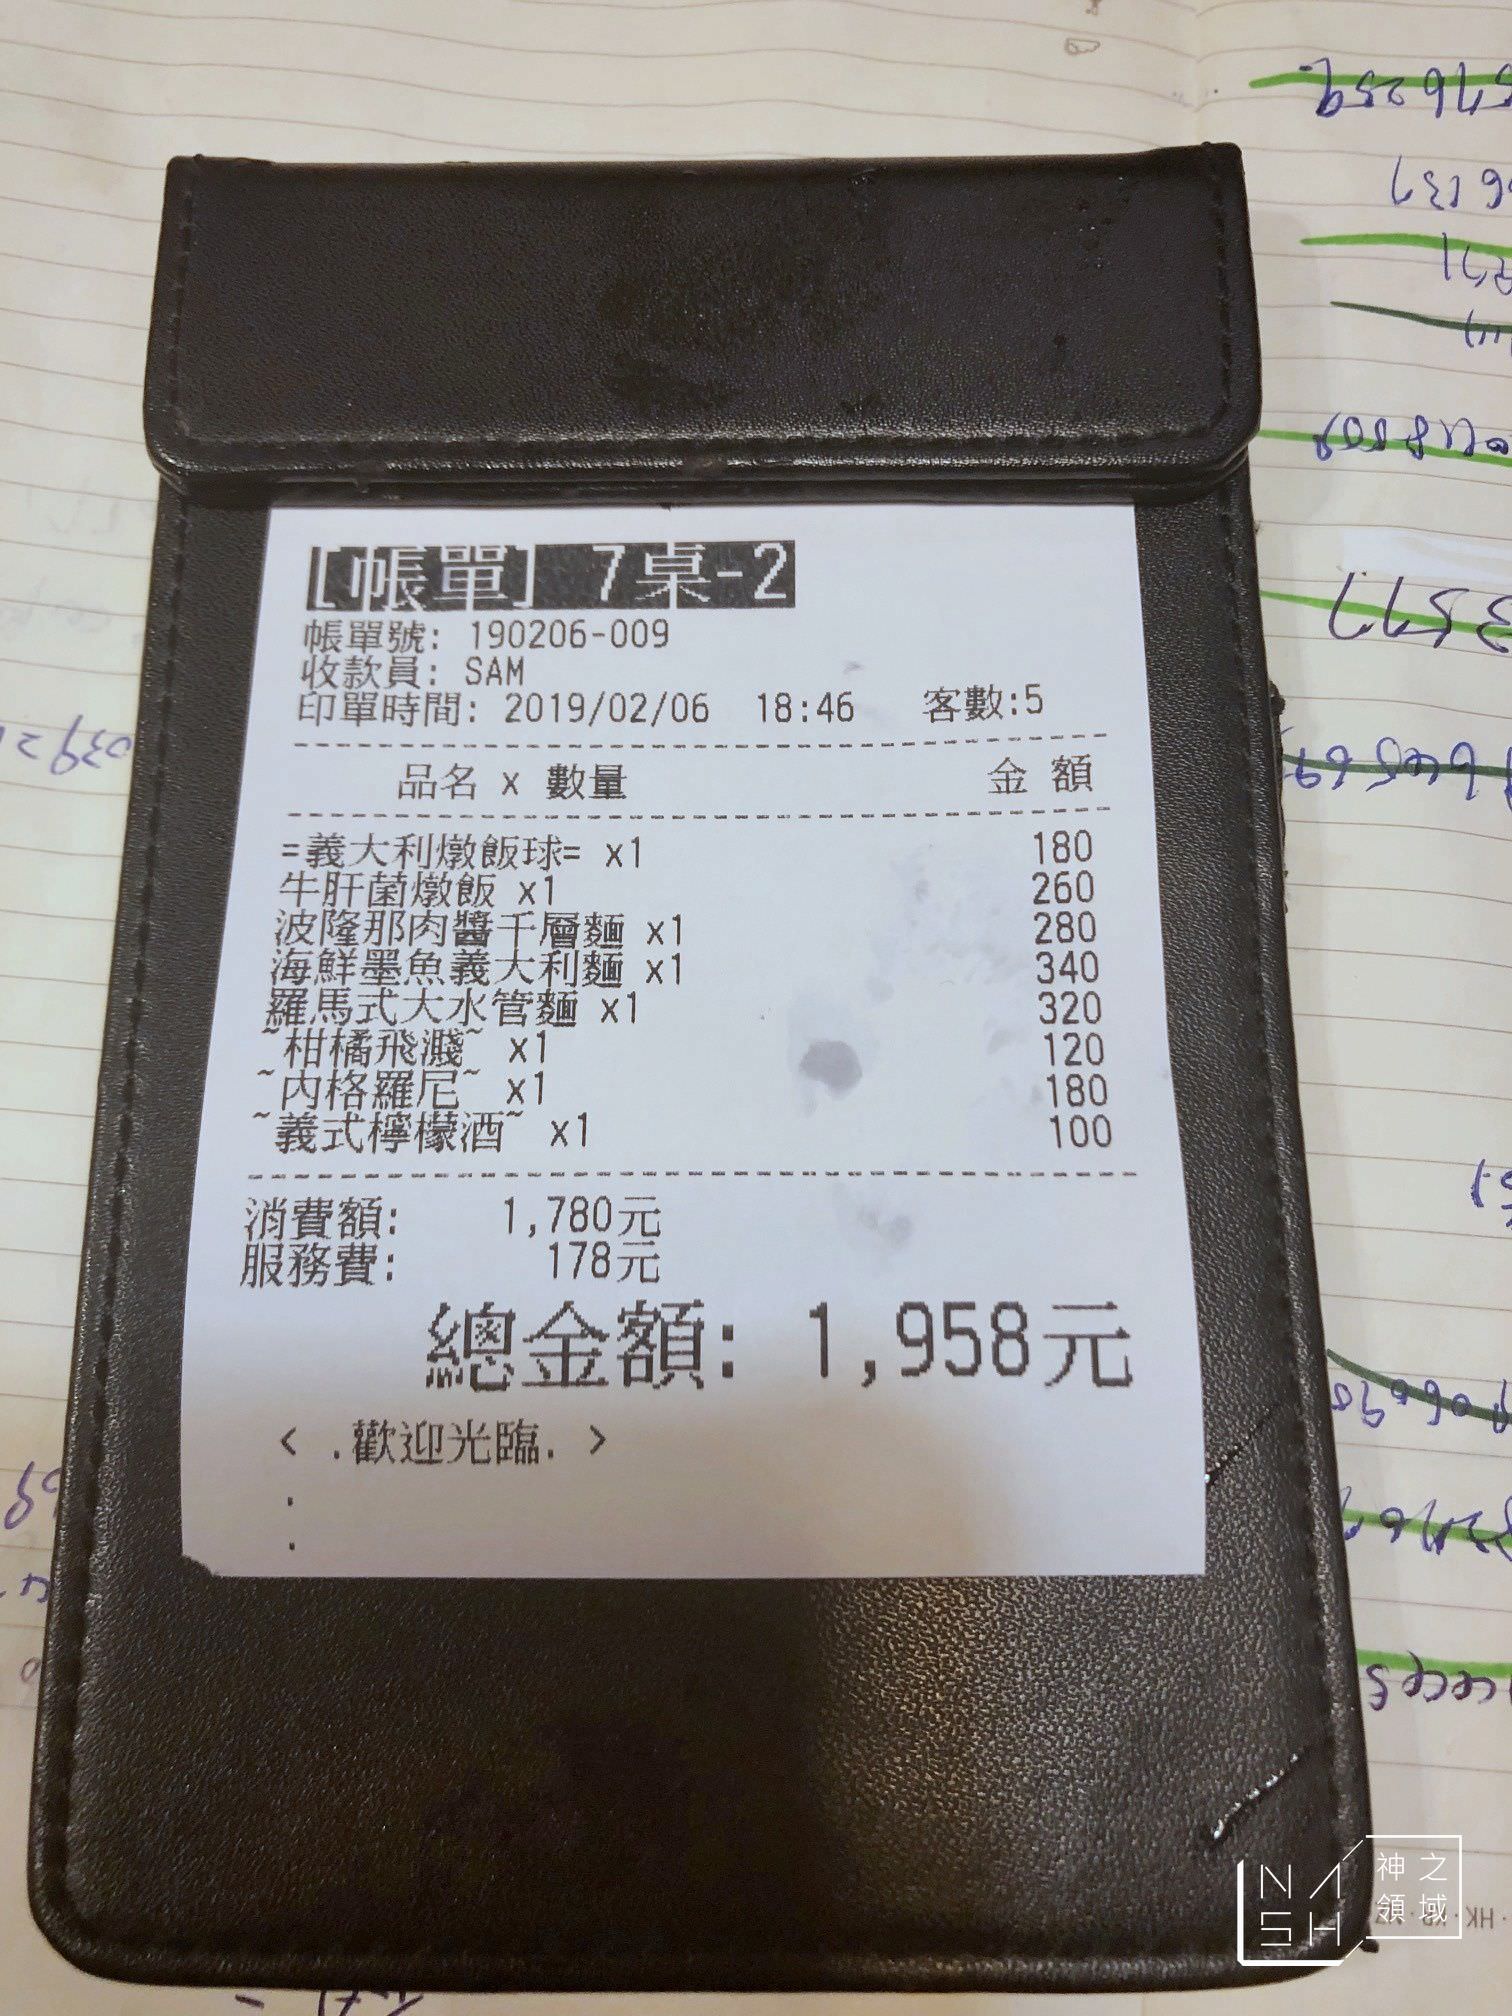 [帳單] 7桌-2
帳單號: 190206-009
收款員: SAM
印單時間: 2019/02/06 18:46 客數:5
品名 x 數量 金 額
=義大利燉飯球= x1 180
牛肝菌燉飯 x1 260
波隆那肉醬千層麵 x1 280
海鮮墨魚義大利麵 x1 340
羅馬式大水管麵 x1 320
~柑橘飛濺~ x1 120
~內格羅尼~ x1 180
~義式檸檬酒~ x1 100
消費額: 1,780元
服務費: 178元
總金額: 1,958元
< .歡迎光臨. >
.
.
NASH 神之領域